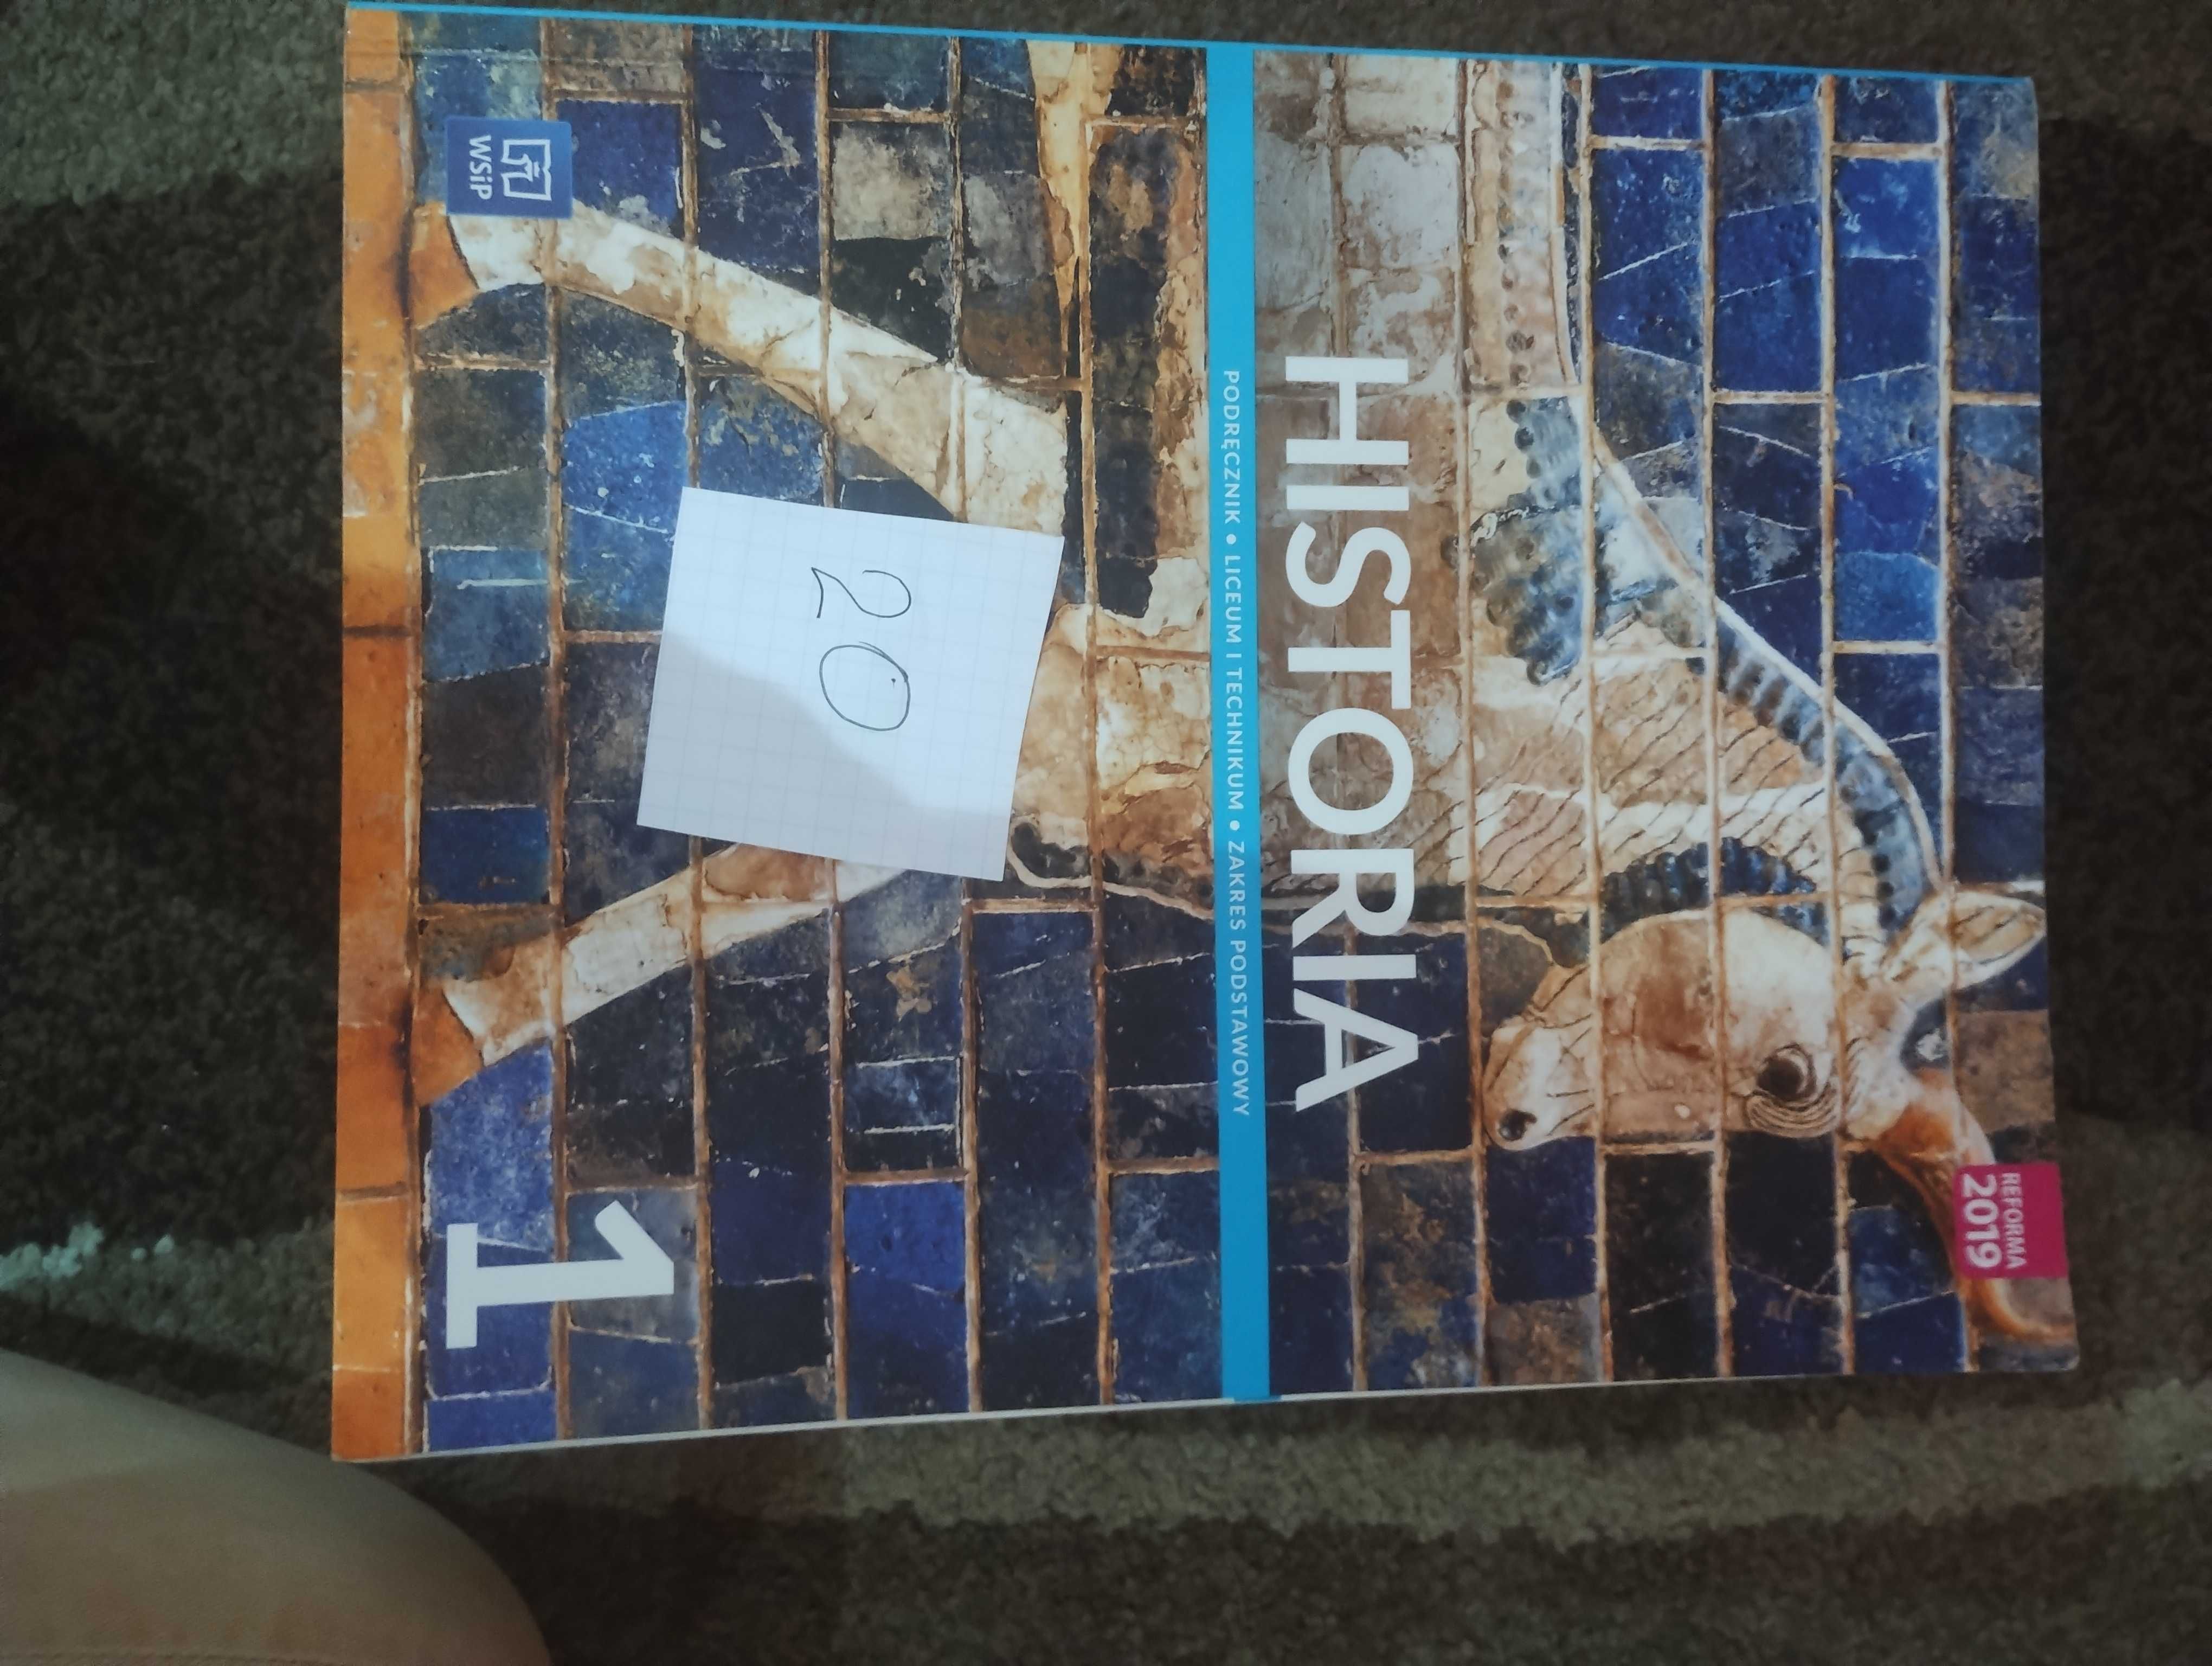 REFORMA
2019
HISTORIA
PODRĘCZNIK • LICEUM I TECHNIKUM • ZAKRES PODSTAWOWY
20
WSiP
1